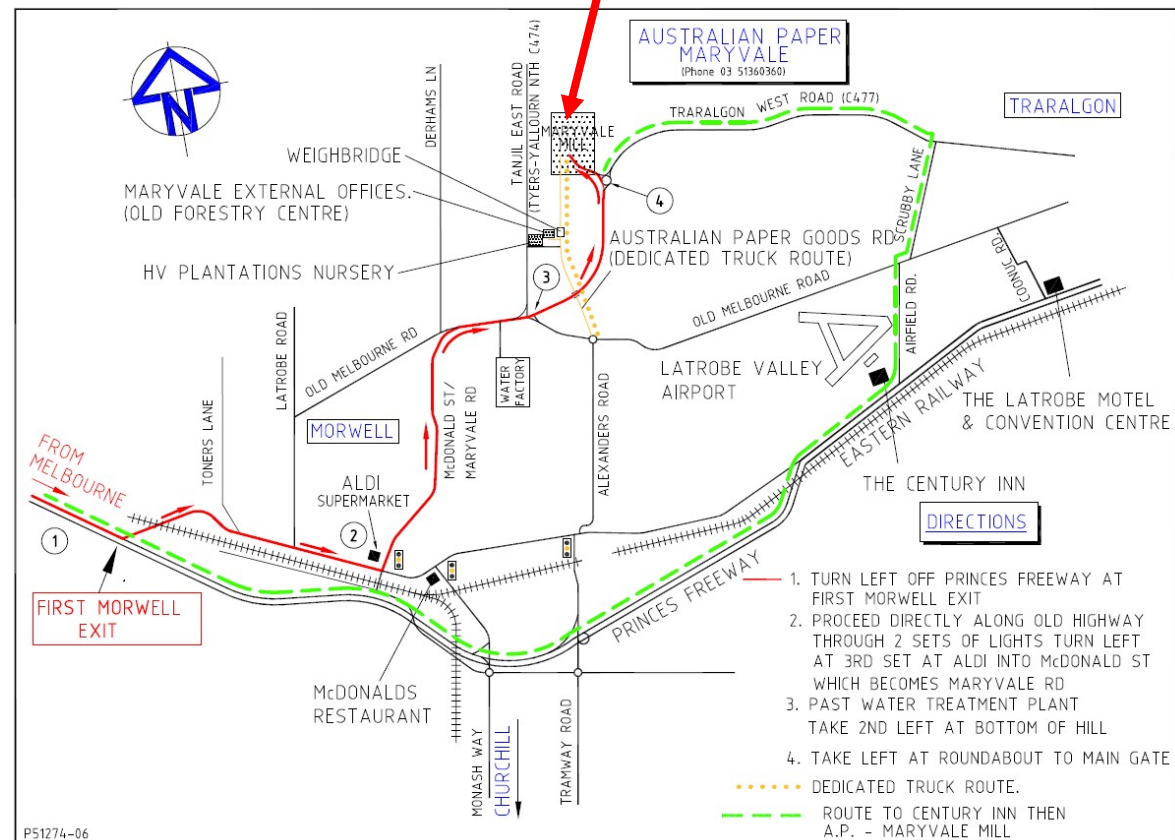 AUSTRALIAN PAPER
MARYVALE
(Phone 03 51360360)
TRARALGON
TRARALGON WEST ROAD (C477)
N
DERHAMS LN
TANJIL EAST ROAD
(TYERS-YALLOURN NTH C474)
MARYVALE
MILL
WEIGHBRIDGE
MARYVALE EXTERNAL OFFICES.
(OLD FORESTRY CENTRE)
HV PLANTATIONS NURSERY
4
3
AUSTRALIAN PAPER GOODS RD
(DEDICATED TRUCK ROUTE)
SCRUBBY LANE
OLD MELBOURNE ROAD
COONUC RD.
AIRFIELD RD.
LATROBE VALLEY
AIRPORT
LATROBE ROAD
OLD MELBOURNE RD
WATER
FACTORY
TONERS LANE
MORWELL
McDONALD ST/
MARYVALE RD
ALEXANDERS ROAD
EASTERN RAILWAY
THE LATROBE MOTEL
& CONVENTION CENTRE
THE CENTURY INN
FROM
MELBOURNE
ALDI
SUPERMARKET
1
2
FIRST MORWELL
EXIT
PRINCES FREEWAY
McDONALDS
RESTAURANT
MONASH WAY
CHURCHILL
TRAMWAY ROAD
DIRECTIONS
1. TURN LEFT OFF PRINCES FREEWAY AT
FIRST MORWELL EXIT
2. PROCEED DIRECTLY ALONG OLD HIGHWAY
THROUGH 2 SETS OF LIGHTS TURN LEFT
AT 3RD SET AT ALDI INTO McDONALD ST
WHICH BECOMES MARYVALE RD
3. PAST WATER TREATMENT PLANT
TAKE 2ND LEFT AT BOTTOM OF HILL
4. TAKE LEFT AT ROUNDABOUT TO MAIN GATE
DEDICATED TRUCK ROUTE.
ROUTE TO CENTURY INN THEN
A.P. - MARYVALE MILL
P51274-06